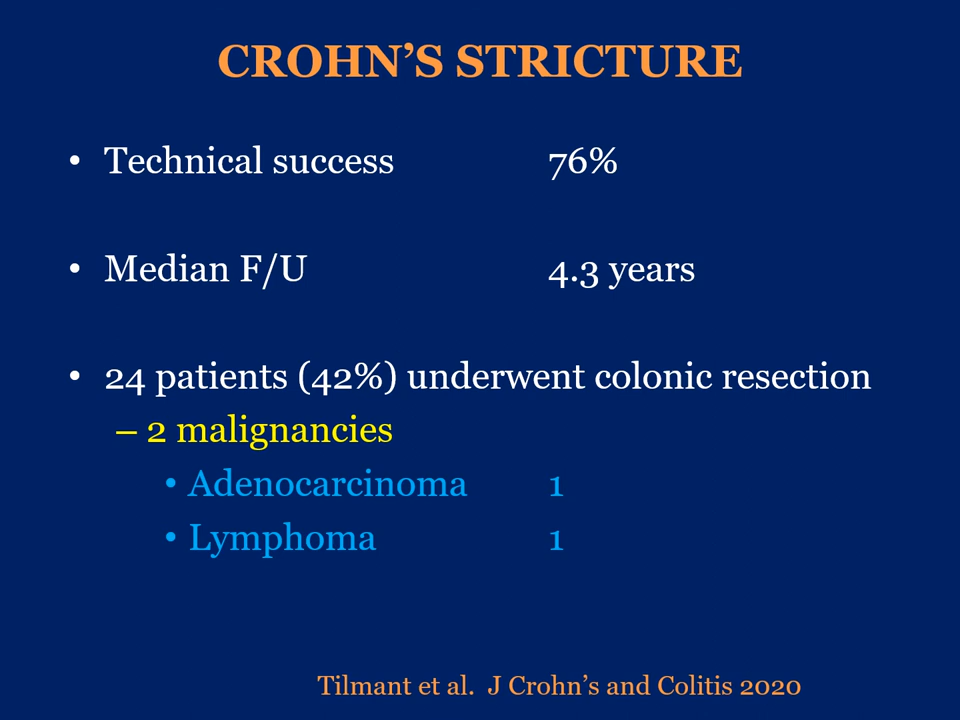 CROHN’S STRICTURE
• Technical success 76%
• Median F/U 4.3 years
• 24 patients (42%) underwent colonic resection
– 2 malignancies
• Adenocarcinoma 1
• Lymphoma 1
Tilmant et al. J Crohn’s and Colitis 2020